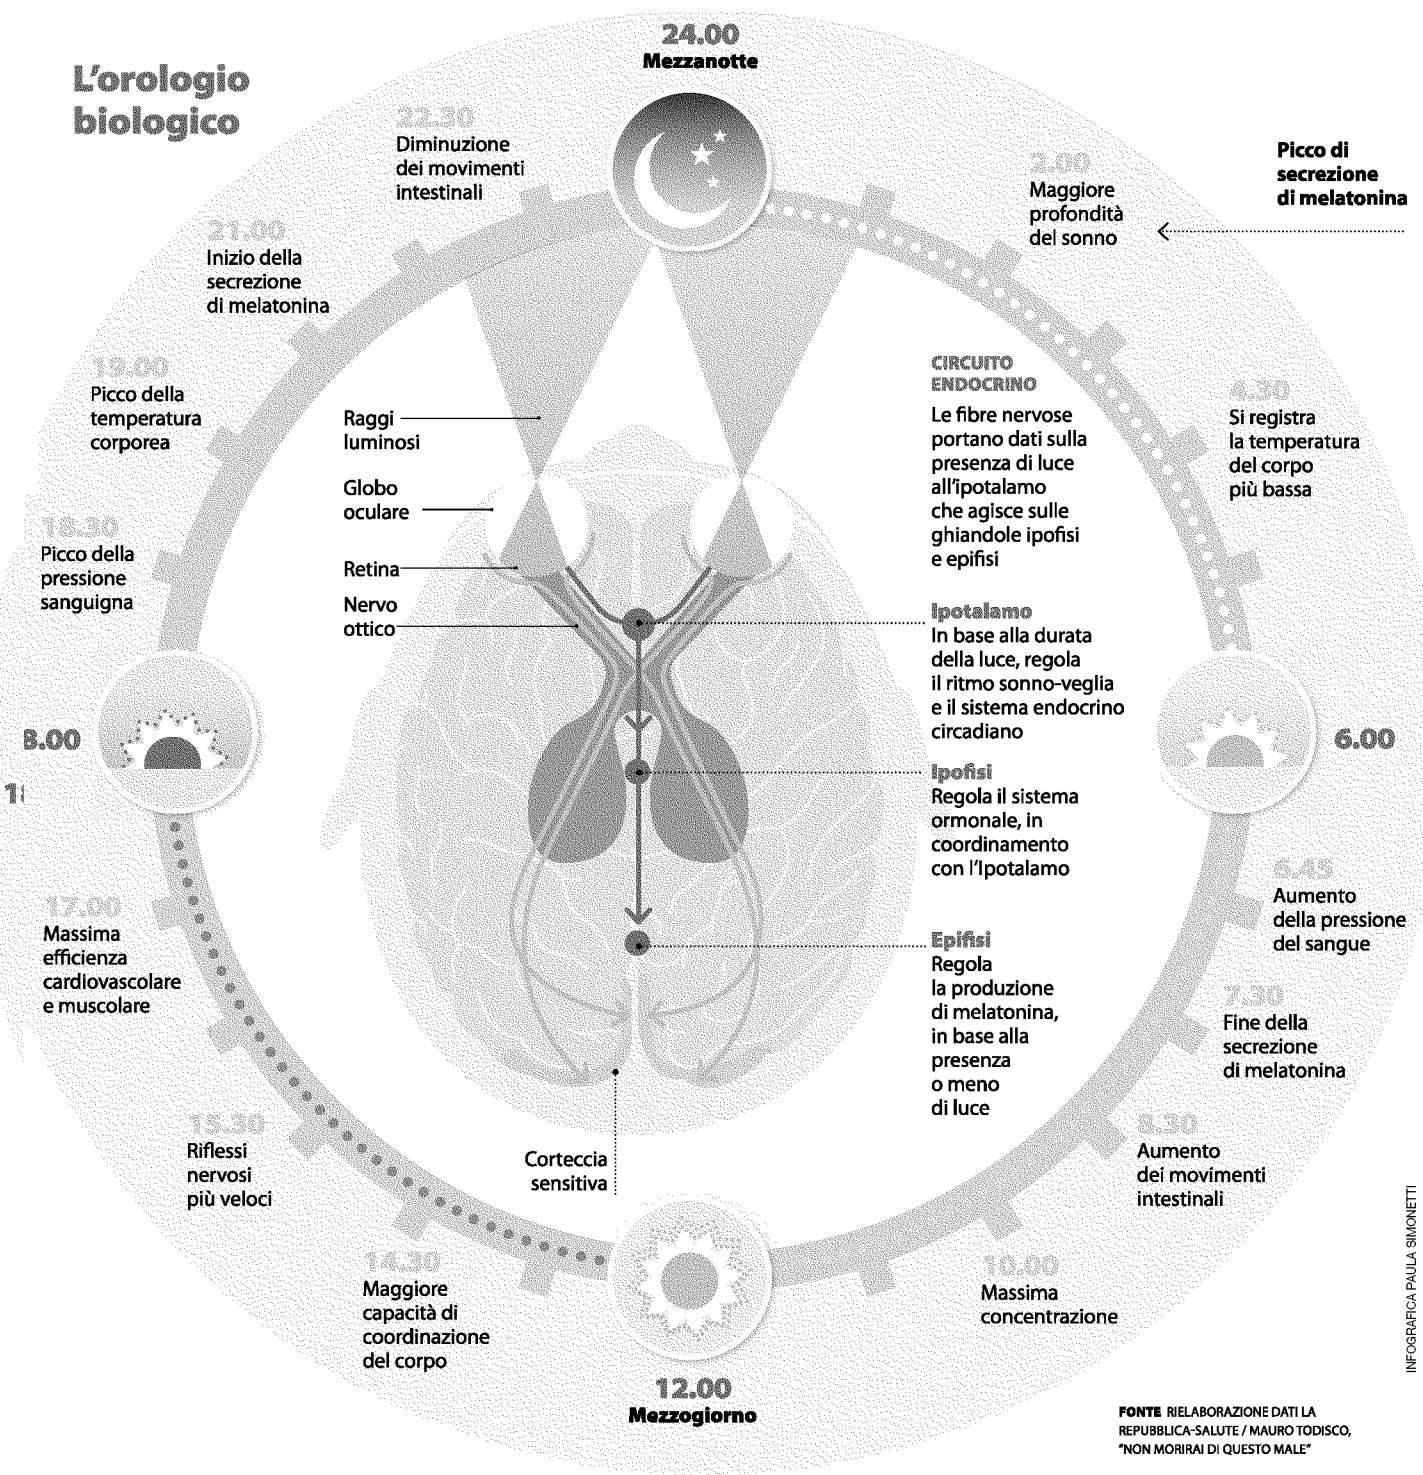 L'orologio
biologico
24.00
Mezzanotte
22.30
Diminuzione
dei movimenti
intestinali
21.00
Inizio della
secrezione
di melatonina
19.00
Picco della
temperatura
corporea
18.30
Picco della
pressione
sanguigna
8.00
18
17.00
Massima
efficienza
cardiovascolare
e muscolare
15.30
Riflessi
nervosi
più veloci
14.30
Maggiore
capacità di
coordinazione
del corpo
12.00
Mezzogiorno
2.00
Maggiore
profondità
del sonno
Picco di
secrezione
di melatonina
4.30
Si registra
la temperatura
del corpo
più bassa
6.00
6.45
Aumento
della pressione
del sangue
7.30
Fine della
secrezione
di melatonina
8.30
Aumento
dei movimenti
intestinali
10.00
Massima
concentrazione
Raggi
luminosi
Globo
oculare
Retina
Nervo
ottico
Corteccia
sensitiva
CIRCUITO
ENDOCRINO
Le fibre nervose
portano dati sulla
presenza di luce
all'ipotalamo
che agisce sulle
ghiandole ipofisi
e epifisi
Ipotalamo
In base alla durata
della luce, regola
il ritmo sonno-veglia
e il sistema endocrino
circadiano
Ipofisi
Regola il sistema
ormonale, in
coordinamento
con l'Ipotalamo
Epifisi
Regola
la produzione
di melatonina,
in base alla
presenza
o meno
di luce
FONTE RIELABORAZIONE DATI LA
REPUBBLICA-SALUTE / MAURO TODISCO,
"NON MORIRAI DI QUESTO MALE"
INFOGRAFICA PAULA SIMONETTI